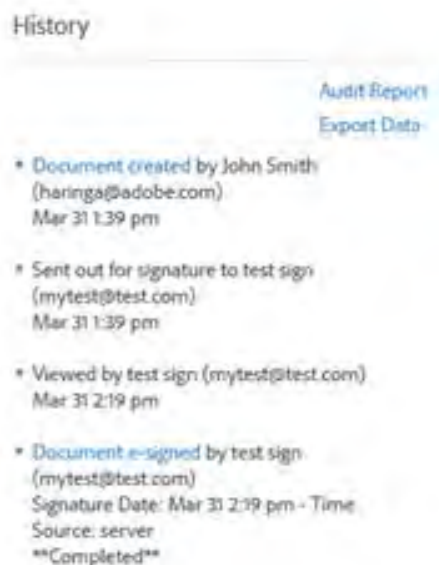 History
Audit Report
Export Data
• Document created by John Smith
(haringa@adobe.com)
Mar 31 1:39 pm
• Sent out for signature to test sign
(mytest@test.com)
Mar 31 1:39 pm
• Viewed by test sign (mytest@test.com)
Mar 31 2:19 pm
• Document e-signed by test sign
(mytest@test.com)
Signature Date: Mar 31 2:19 pm - Time
Source: server
**Completed**